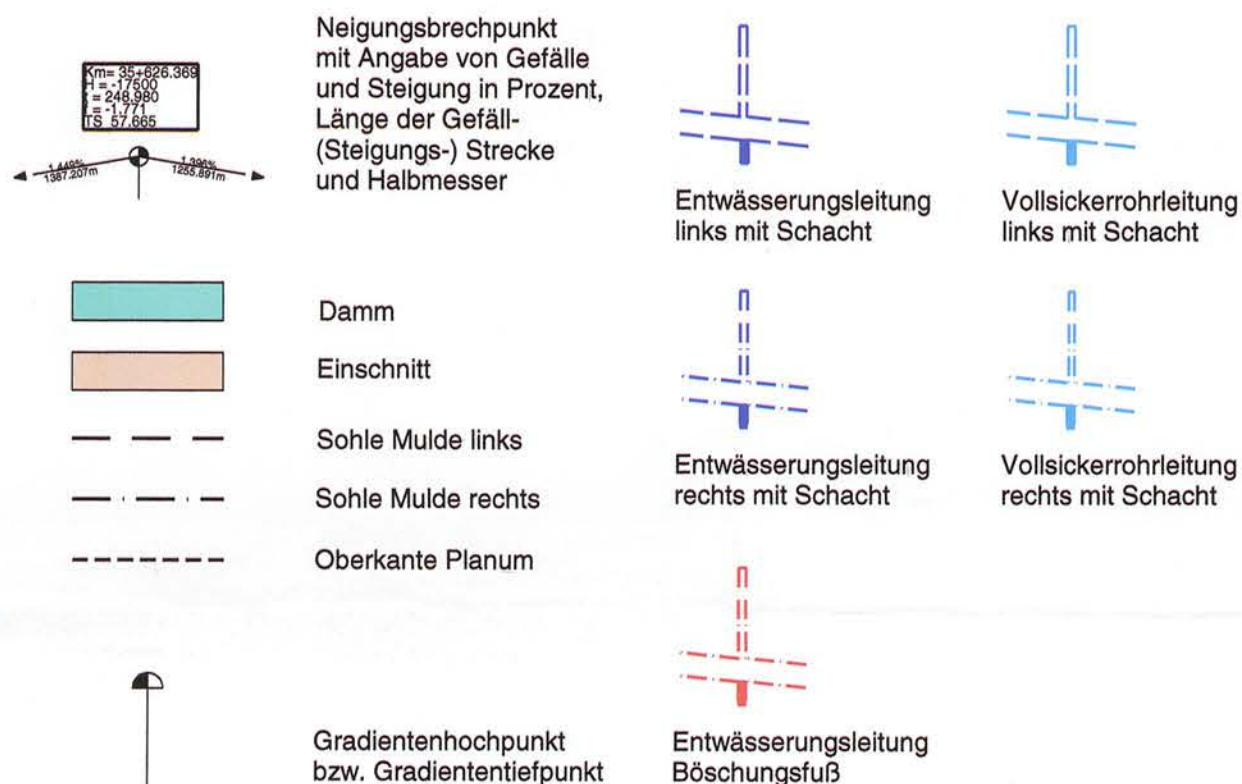 Km= 35+626.369
H = -17500
= 248.980
= -1.771
TS 57.665
1.449%
1387.207m
1.396%
1255.891m
Neigungsbrechpunkt
mit Angabe von Gefälle
und Steigung in Prozent,
Länge der Gefäll-
(Steigungs-) Strecke
und Halbmesser
Damm
Einschnitt
Sohle Mulde links
Sohle Mulde rechts
Oberkante Planum
Gradientenhochpunkt
bzw. Gradiententiefpunkt
Entwässerungsleitung
links mit Schacht
Vollsickerrohrleitung
links mit Schacht
Entwässerungsleitung
rechts mit Schacht
Vollsickerrohrleitung
rechts mit Schacht
Entwässerungsleitung
Böschungsfuß